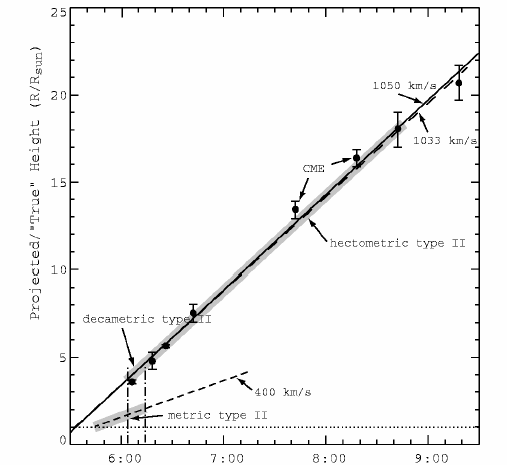 25
20
15
10
5
0
Projected/"True" Height (R/Rsun)
1050 km/s
1033 km/s
CME
hectometric type II
decametric type II
400 km/s
metric type II
6:00
7:00
8:00
9:00